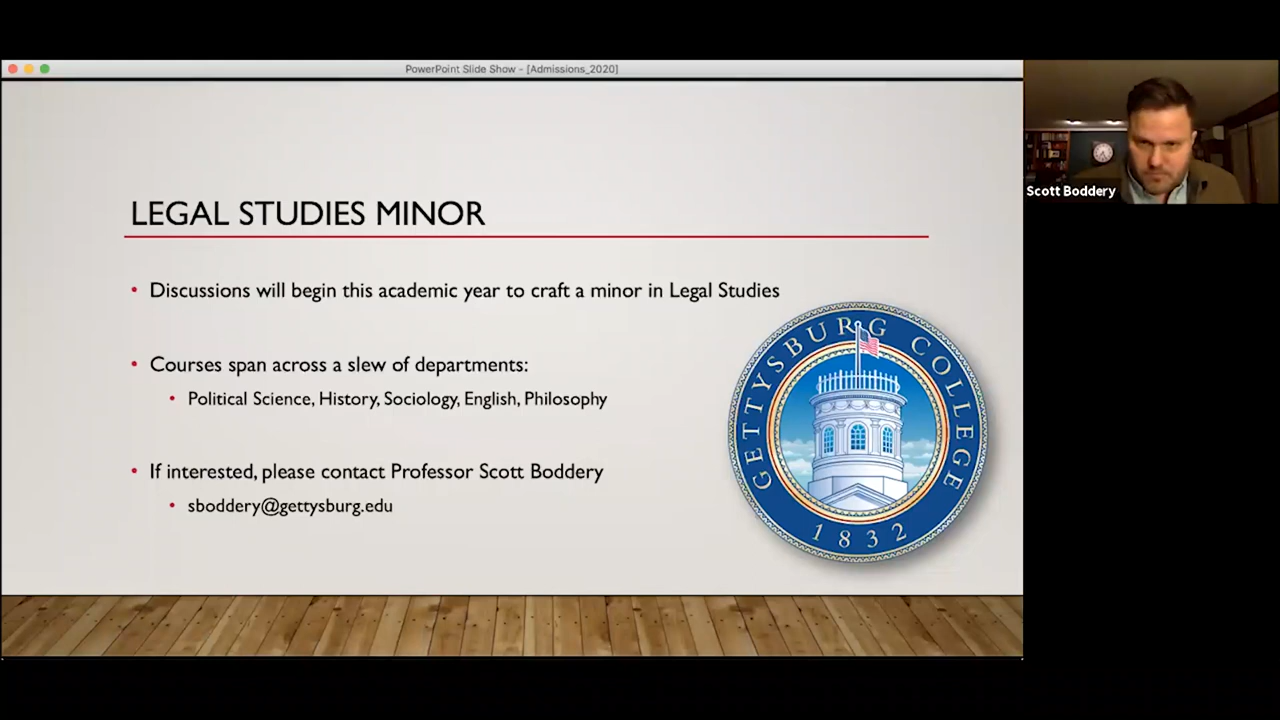 PowerPoint Slide Show - [Admissions_2020]
LEGAL STUDIES MINOR
• Discussions will begin this academic year to craft a minor in Legal Studies
• Courses span across a slew of departments:
• Political Science, History, Sociology, English, Philosophy
• If interested, please contact Professor Scott Boddery
• sboddery@gettysburg.edu
GETTYSBURG COLLEGE
1832
Scott Boddery